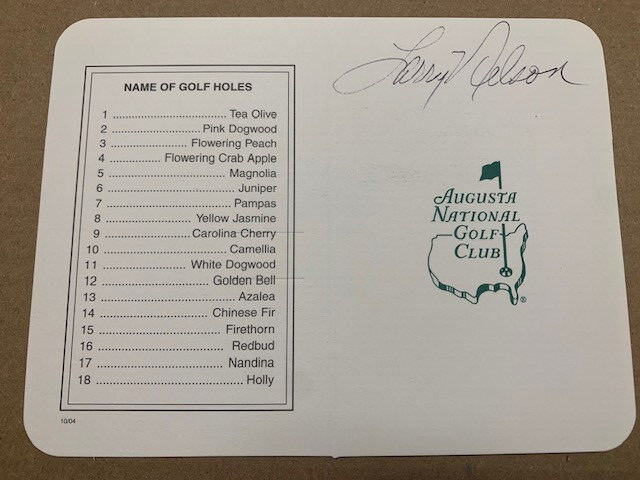 NAME OF GOLF HOLES
1 ................................... Tea Olive
2 ........................... Pink Dogwood
3 ....................... Flowering Peach
4 ............... Flowering Crab Apple
5 ................................... Magnolia
6 ...................................... Juniper
7 ..................................... Pampas
8 .......................... Yellow Jasmine
9 ......................... Carolina Cherry
10 .................................... Camellia
11 ........................ White Dogwood
12 ............................... Golden Bell
13 ....................................... Azalea
14 ............................... Chinese Fir
15 ................................... Firethorn
16 ..................................... Redbud
17 .................................... Nandina
18 .......................................... Holly
10/04
Larry Nelson
AUGUSTA
NATIONAL
GOLF
CLUB
®